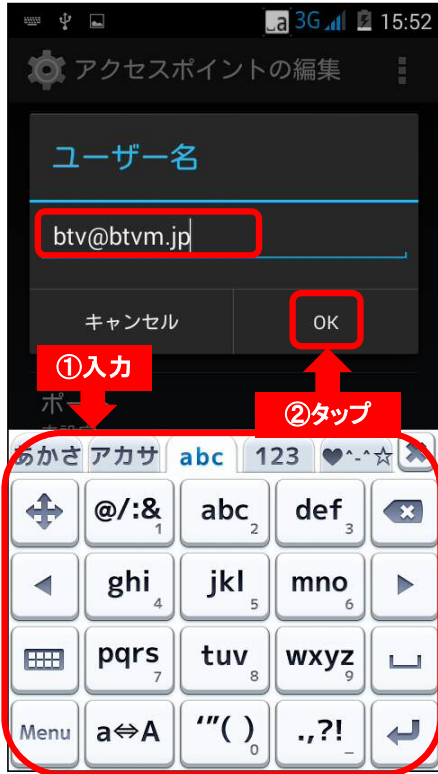 a 3G 15:52
アクセスポイントの編集
ユーザー名
btv@btvm.jp
キャンセル OK
①入力
ポー
②タップ
あかさ アカサ abc 123 ♥^-^☆
@/:& 1 abc 2 def 3
ghi 4 jkl 5 mno 6
pqrs 7 tuv 8 wxyz 9
Menu a⇔A '"( ) 0 .,?! _